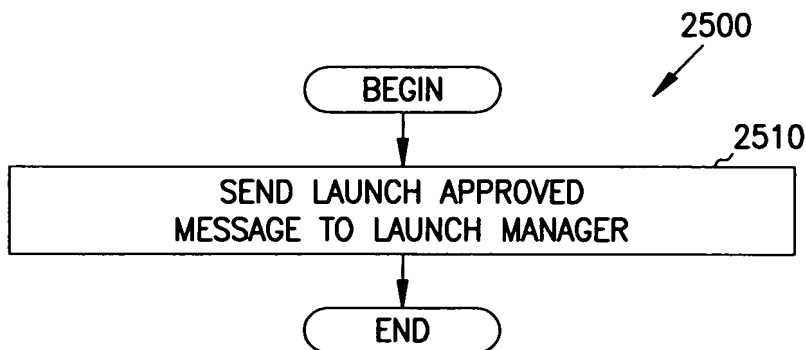 2500
BEGIN
2510
SEND LAUNCH APPROVED
MESSAGE TO LAUNCH MANAGER
END